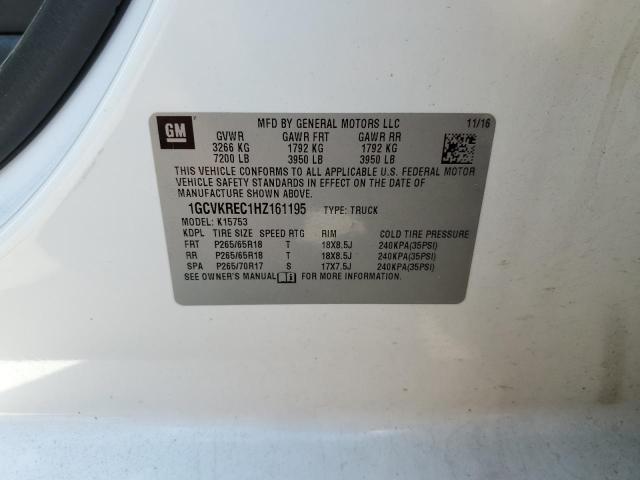 GM
MFD BY GENERAL MOTORS LLC 11/16
GVWR GAWR FRT GAWR RR
3266 KG 1792 KG 1792 KG
7200 LB 3950 LB 3950 LB
THIS VEHICLE CONFORMS TO ALL APPLICABLE U.S. FEDERAL MOTOR
VEHICLE SAFETY STANDARDS IN EFFECT ON THE DATE OF
MANUFACTURE SHOWN ABOVE.
1GCVKREC1HZ161195 TYPE: TRUCK
MODEL: K15753
KDPL TIRE SIZE SPEED RTG RIM COLD TIRE PRESSURE
FRT P265/65R18 T 18X8.5J 240KPA(35PSI)
RR P265/65R18 T 18X8.5J 240KPA(35PSI)
SPA P265/70R17 S 17X7.5J 240KPA(35PSI)
SEE OWNER'S MANUAL FOR MORE INFORMATION.